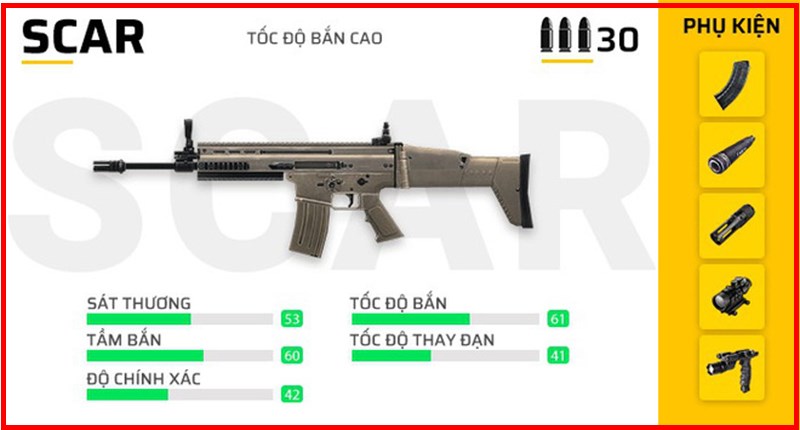 SCAR
TỐC ĐỘ BẮN CAO
30
PHỤ KIỆN
SCAR
SÁT THƯƠNG 53
TỐC ĐỘ BẮN 61
TẦM BẮN 60
TỐC ĐỘ THAY ĐẠN 41
ĐỘ CHÍNH XÁC 42